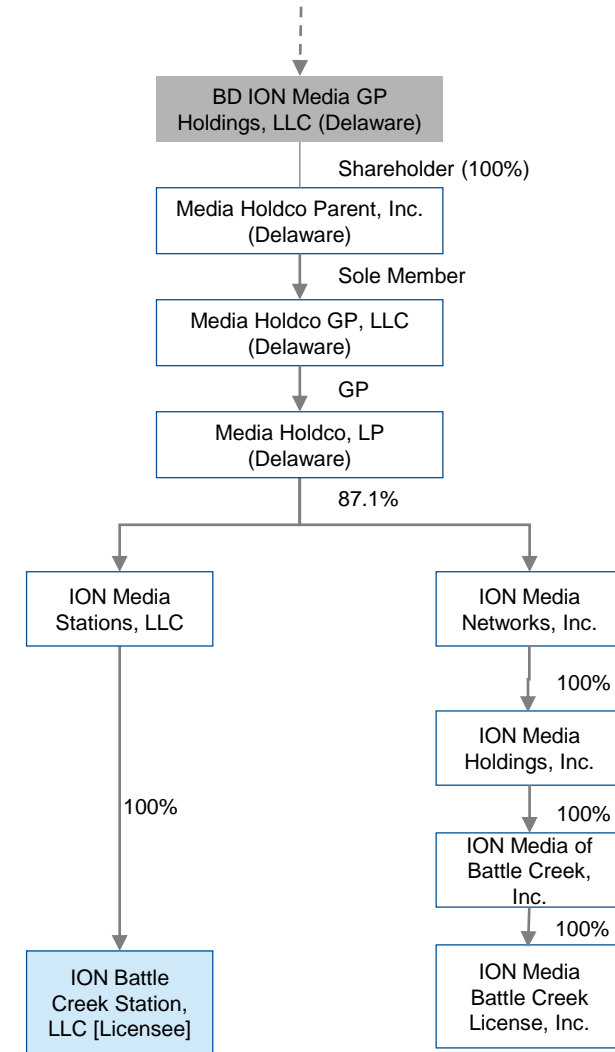 BD ION Media GP
Holdings, LLC (Delaware)
Shareholder (100%)
Media Holdco Parent, Inc.
(Delaware)
Sole Member
Media Holdco GP, LLC
(Delaware)
GP
Media Holdco, LP
(Delaware)
87.1%
ION Media
Stations, LLC
100%
ION Battle
Creek Station,
LLC [Licensee]
ION Media
Networks, Inc.
100%
ION Media
Holdings, Inc.
100%
ION Media of
Battle Creek,
Inc.
100%
ION Media
Battle Creek
License, Inc.